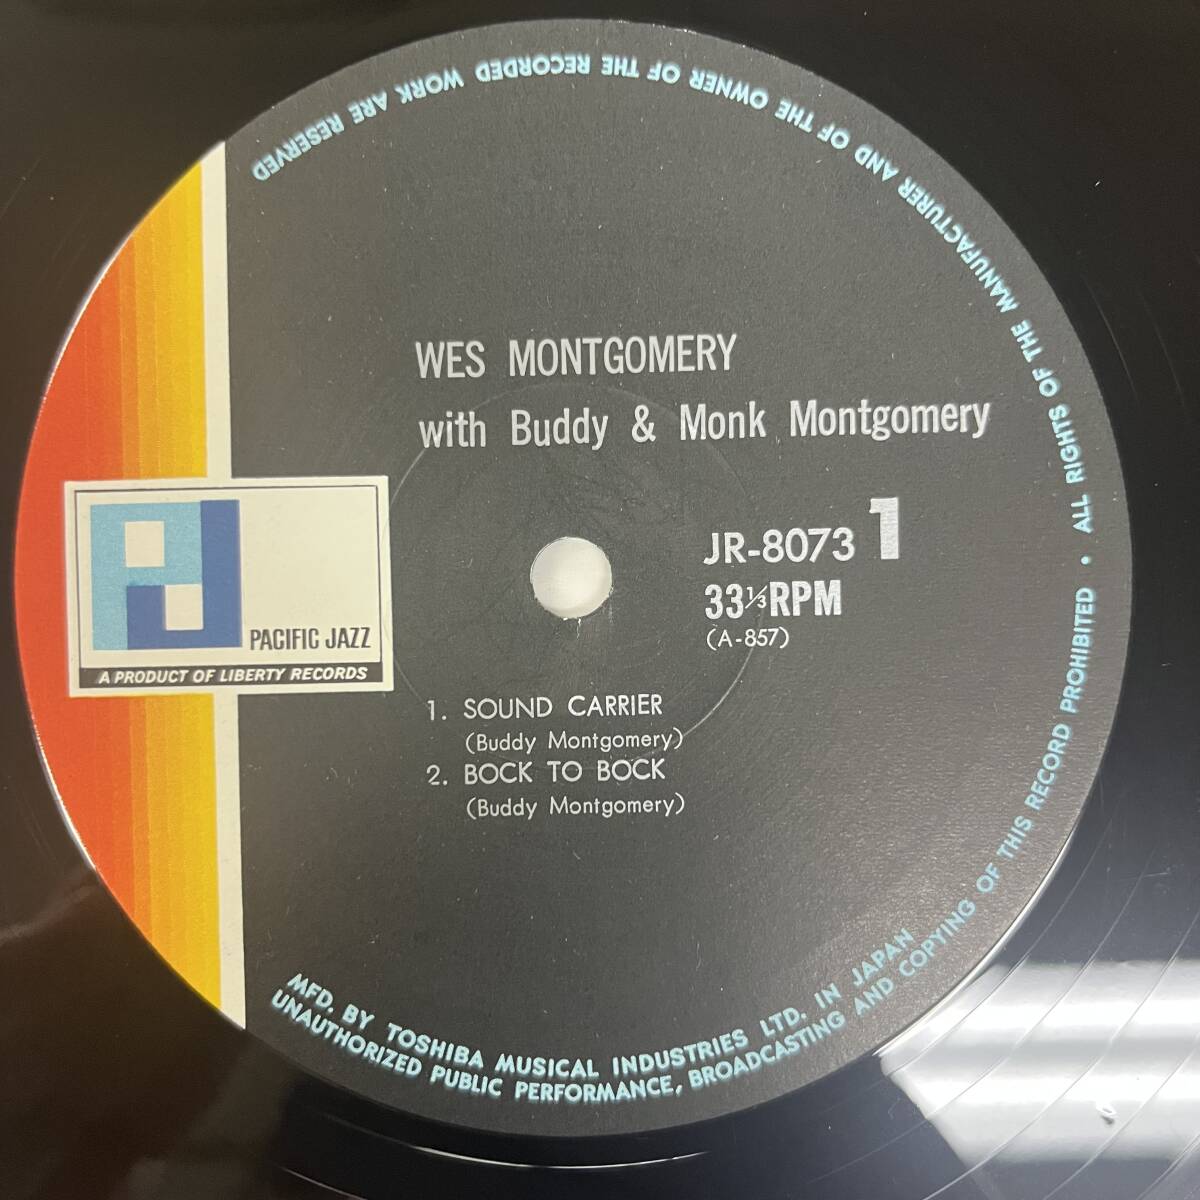 WES MONTGOMERY
with Buddy & Monk Montgomery
JR-8073 1
33⅓RPM
(A-857)
PJ
PACIFIC JAZZ
A PRODUCT OF LIBERTY RECORDS
1. SOUND CARRIER
(Buddy Montgomery)
2. BOCK TO BOCK
(Buddy Montgomery)
MFD. BY TOSHIBA MUSICAL INDUSTRIES LTD. IN JAPAN
UNAUTHORIZED PUBLIC PERFORMANCE, BROADCASTING AND COPYING OF THIS RECORD PROHIBITED • ALL RIGHTS OF THE MANUFACTURER AND OF THE OWNER OF THE RECORDED WORK ARE RESERVED